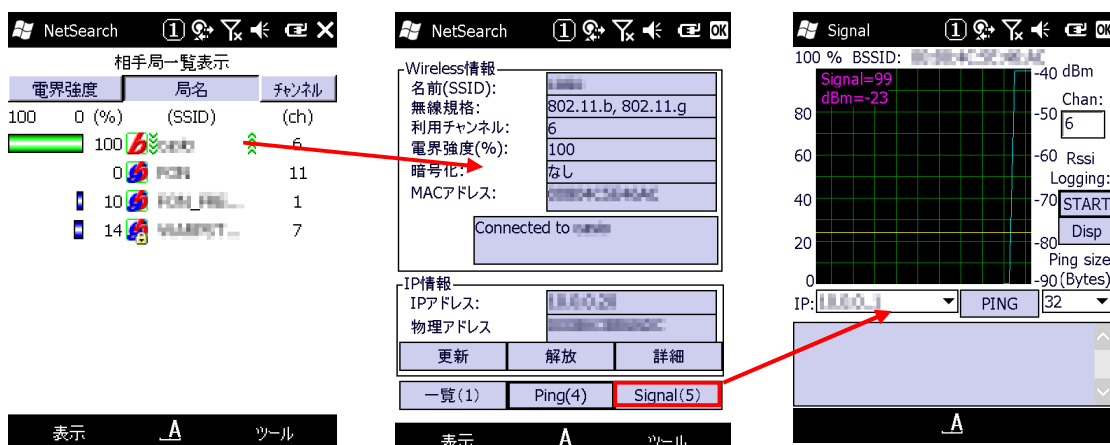 NetSearch
相手局一覧表示
電界強度 局名 チャンネル
100 0 (%) (SSID) (ch)
100 6
0 FON 11
10 1
14 7
表示 A ツール
NetSearch OK
Wireless情報
名前(SSID):
無線規格: 802.11.b, 802.11.g
利用チャンネル: 6
電界強度(%): 100
暗号化: なし
MACアドレス:
Connected to
IP情報
IPアドレス:
物理アドレス
更新 解放 詳細
一覧(1) Ping(4) Signal(5)
表示 A ツール
Signal OK
100 % BSSID:
Signal=99
dBm=-23
80
60
40
20
0
-40 dBm
-50
-60
-70
-80
-90
Chan:
6
Rssi
Logging:
START
Disp
Ping size
(Bytes)
IP: PING 32
A